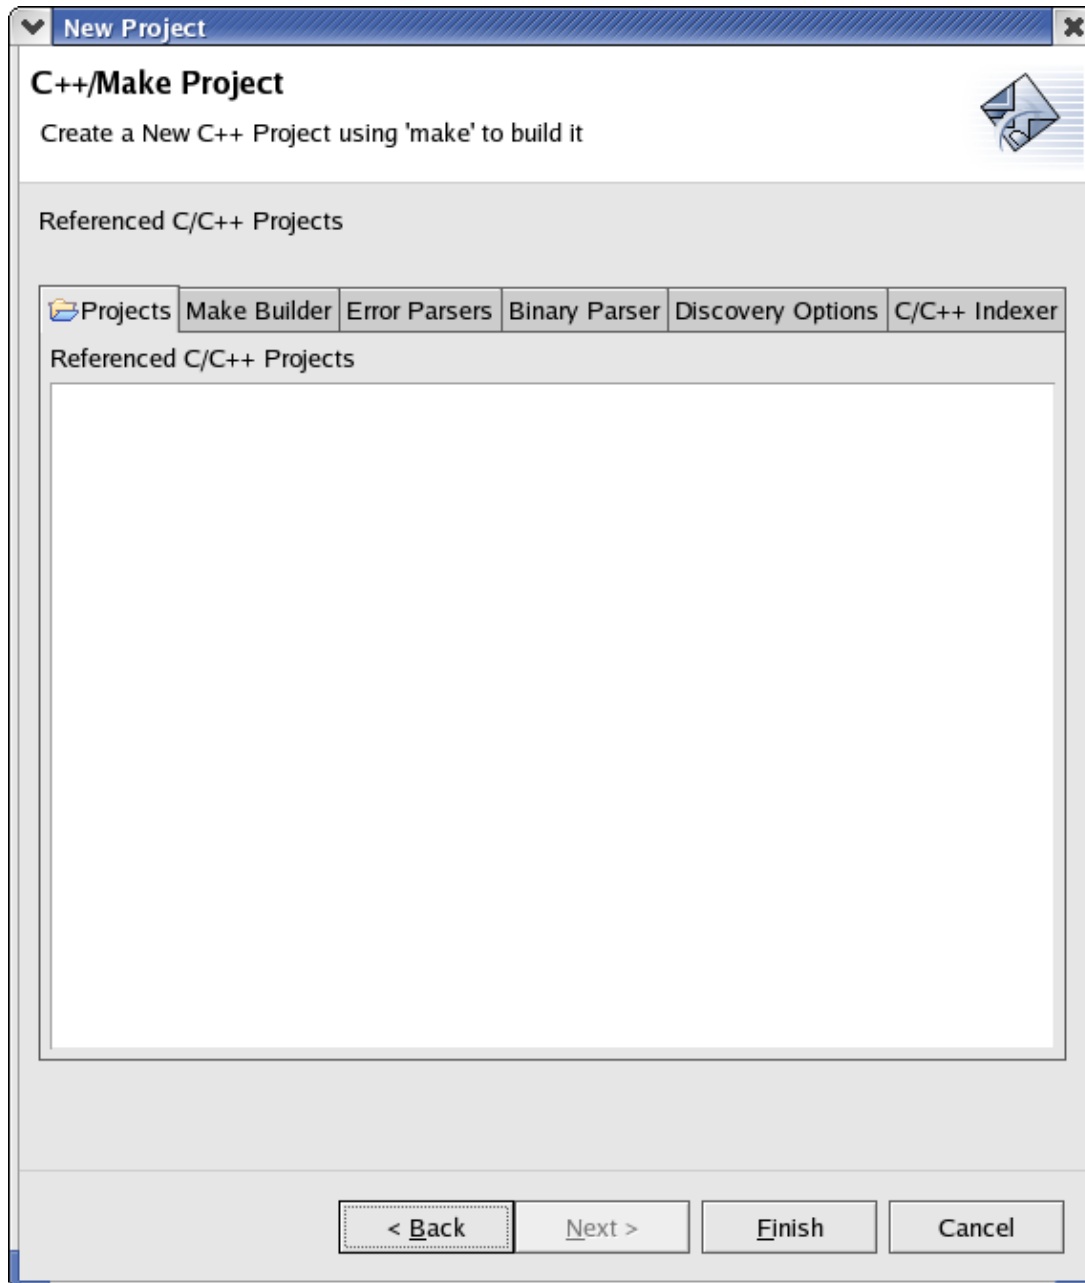 New Project
C++/Make Project
Create a New C++ Project using 'make' to build it
Referenced C/C++ Projects
Projects Make Builder Error Parsers Binary Parser Discovery Options C/C++ Indexer
Referenced C/C++ Projects
< Back Next > Finish Cancel